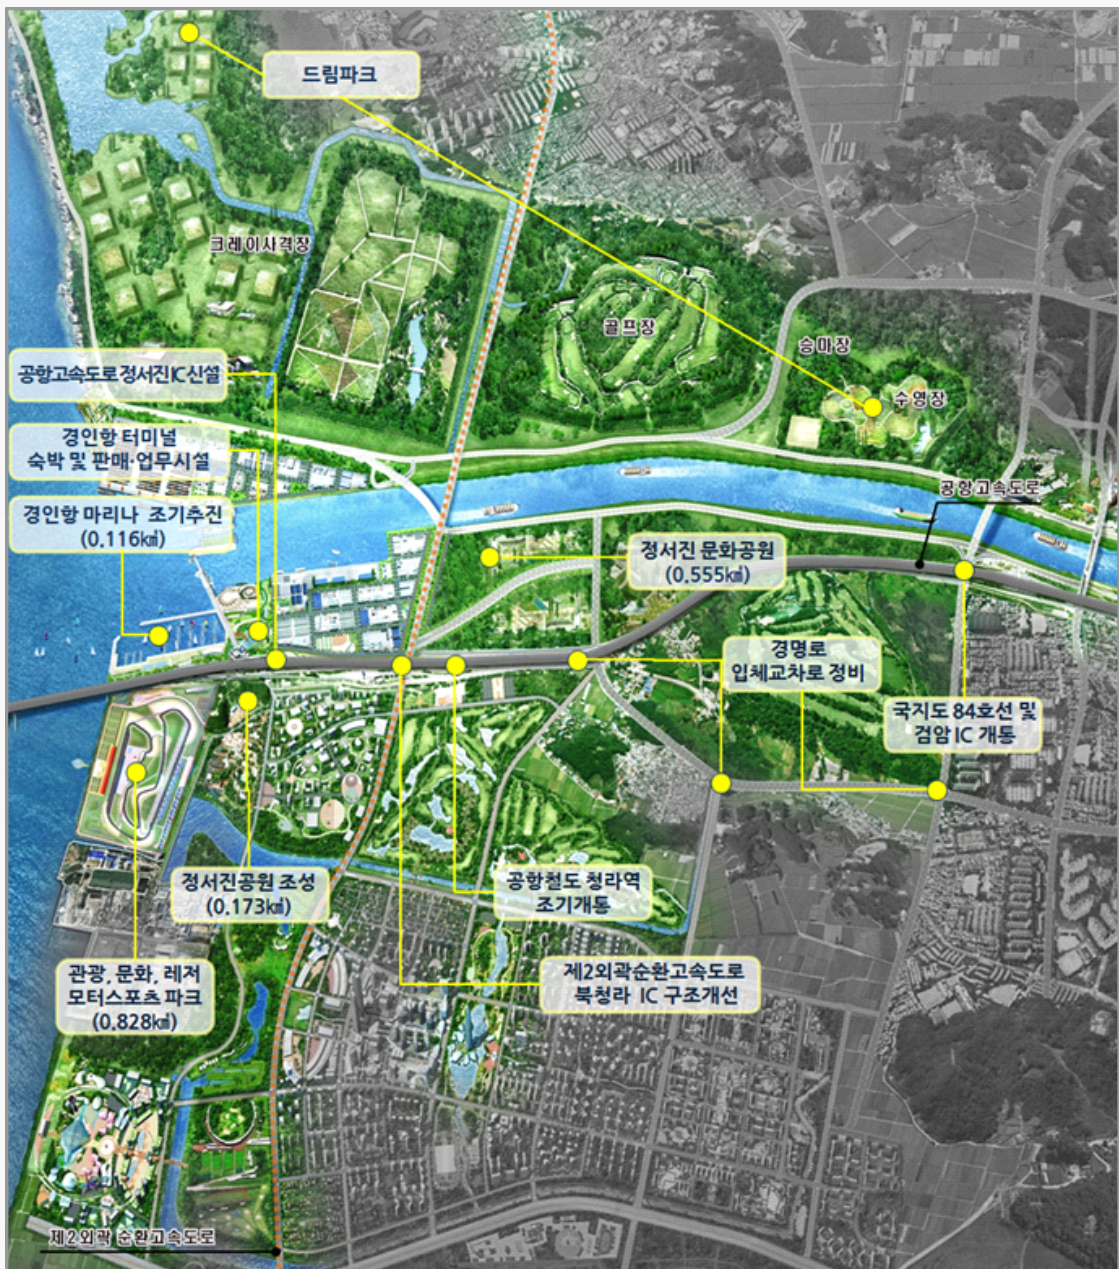 드림파크
크레이사격장
골프장
승마장
수영장
공항고속도로 정서진IC신설
경인항 터미널
숙박 및 판매·업무시설
경인항 마리나 조기추진
(0.116㎢)
공항고속도로
정서진 문화공원
(0.555㎢)
경명로
입체교차로 정비
국지도 84호선 및
검암 IC 개통
정서진공원 조성
(0.173㎢)
공항철도 청라역
조기개통
관광, 문화, 레저
모터스포츠 파크
(0.828㎢)
제2외곽순환고속도로
북청라 IC 구조개선
제2외곽 순환고속도로